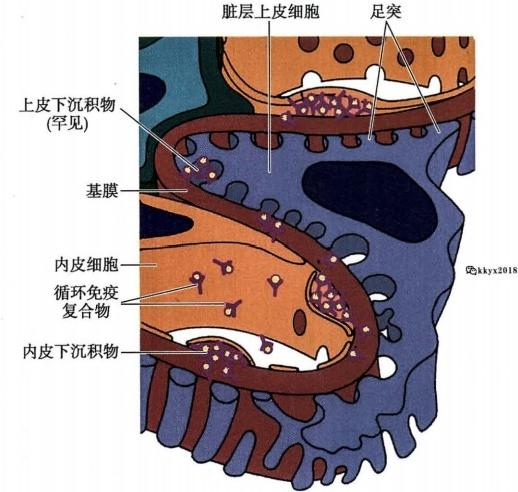 脏层上皮细胞
足突
上皮下沉积物
(罕见)
基膜
内皮细胞
循环免疫
复合物
内皮下沉积物
kkyx2018